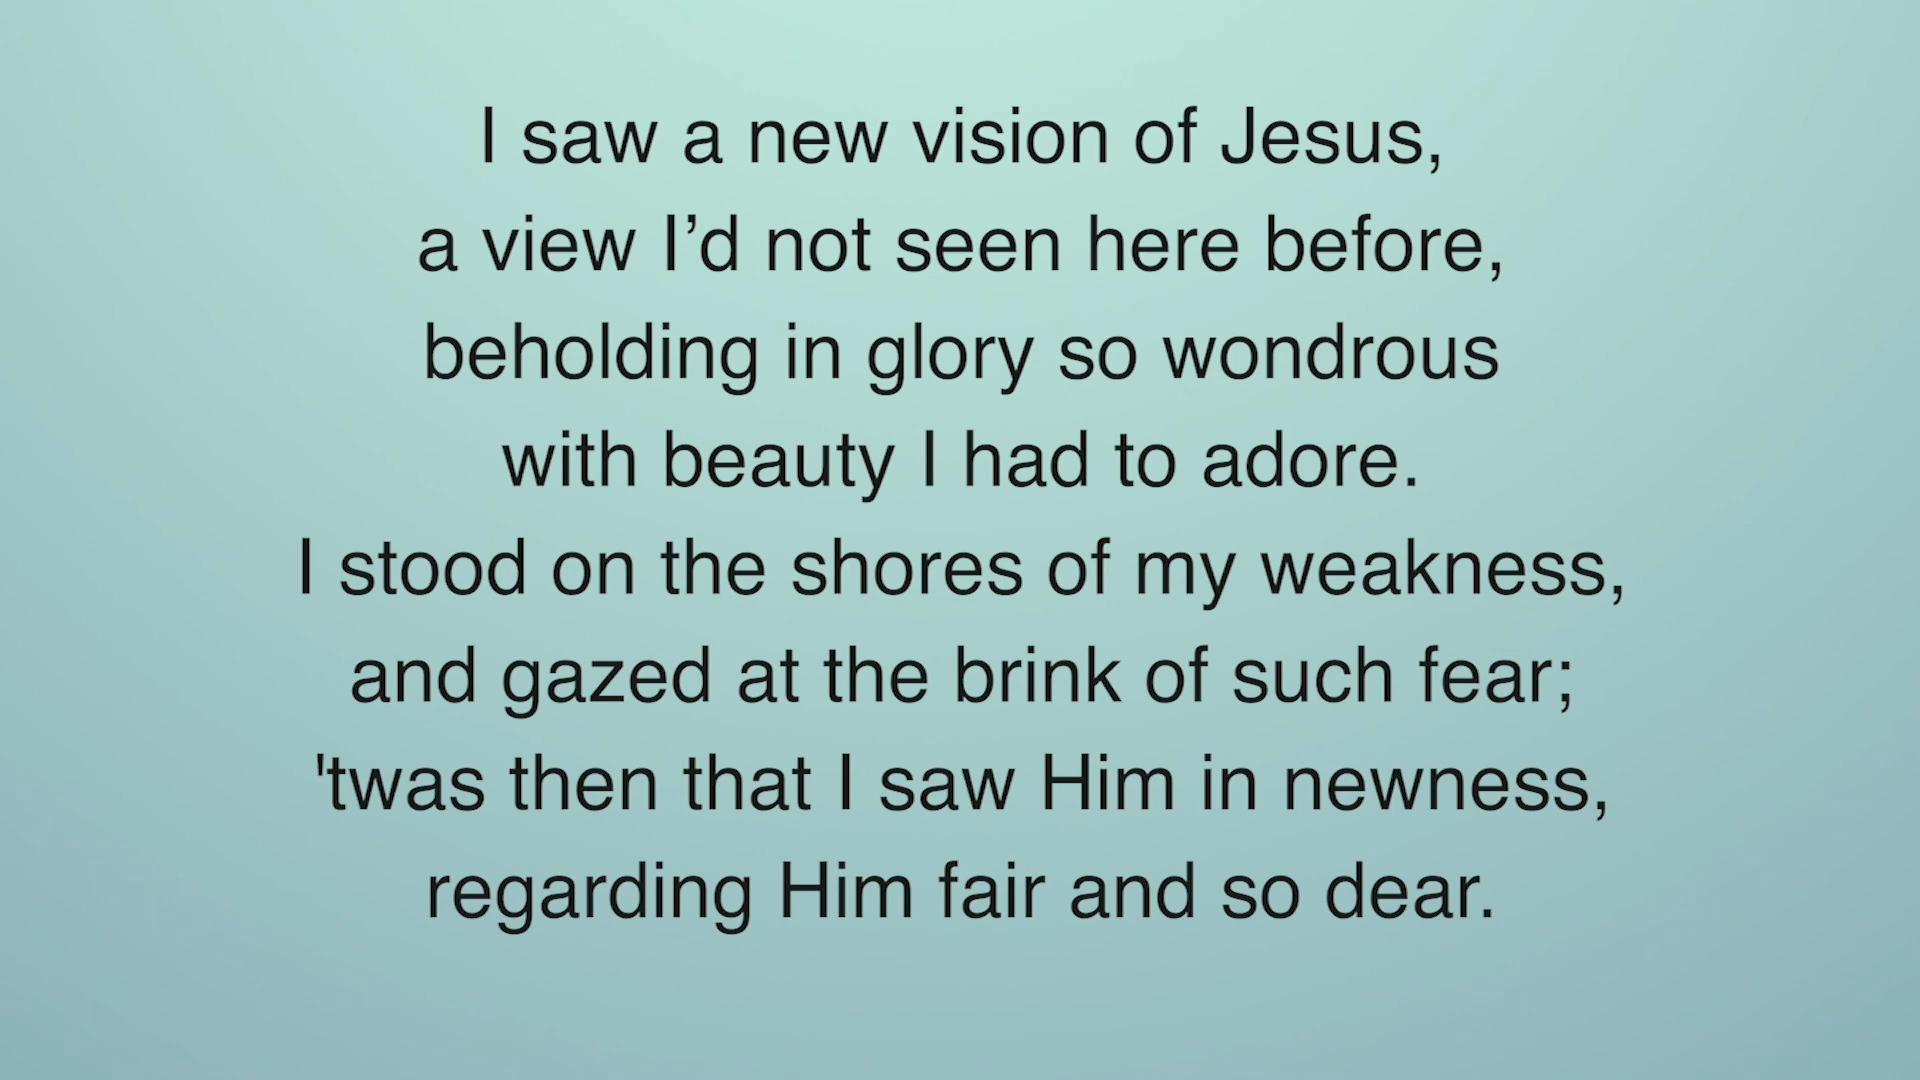 I saw a new vision of Jesus,
a view I’d not seen here before,
beholding in glory so wondrous
with beauty I had to adore.
I stood on the shores of my weakness,
and gazed at the brink of such fear;
'twas then that I saw Him in newness,
regarding Him fair and so dear.